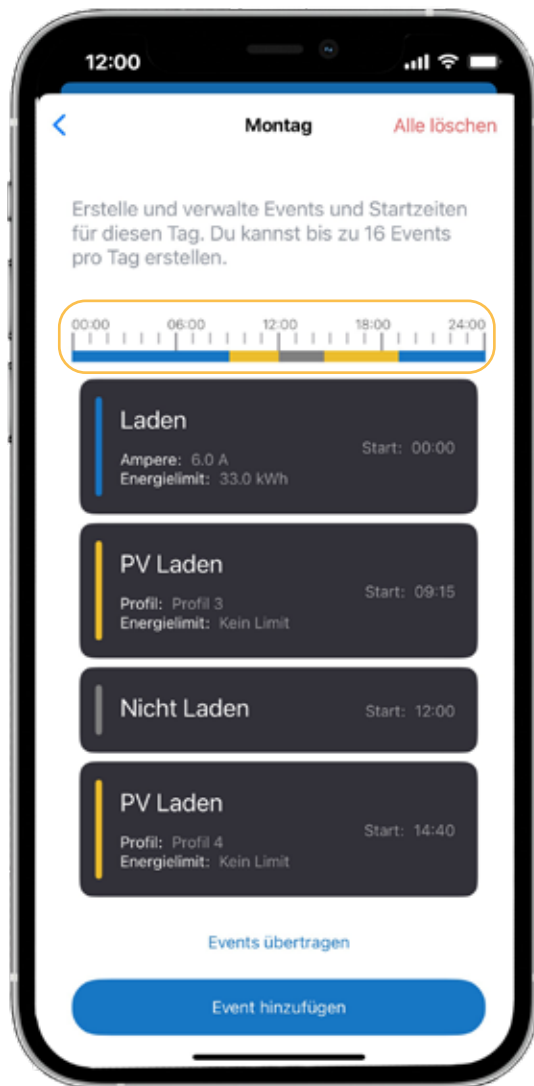 12:00
Montag
Alle löschen
Erstelle und verwalte Events und Startzeiten
für diesen Tag. Du kannst bis zu 16 Events
pro Tag erstellen.
00:00 06:00 12:00 18:00 24:00
Laden
Start: 00:00
Ampere: 6.0 A
Energielimit: 33.0 kWh
PV Laden
Start: 09:15
Profil: Profil 3
Energielimit: Kein Limit
Nicht Laden
Start: 12:00
PV Laden
Start: 14:40
Profil: Profil 4
Energielimit: Kein Limit
Events übertragen
Event hinzufügen